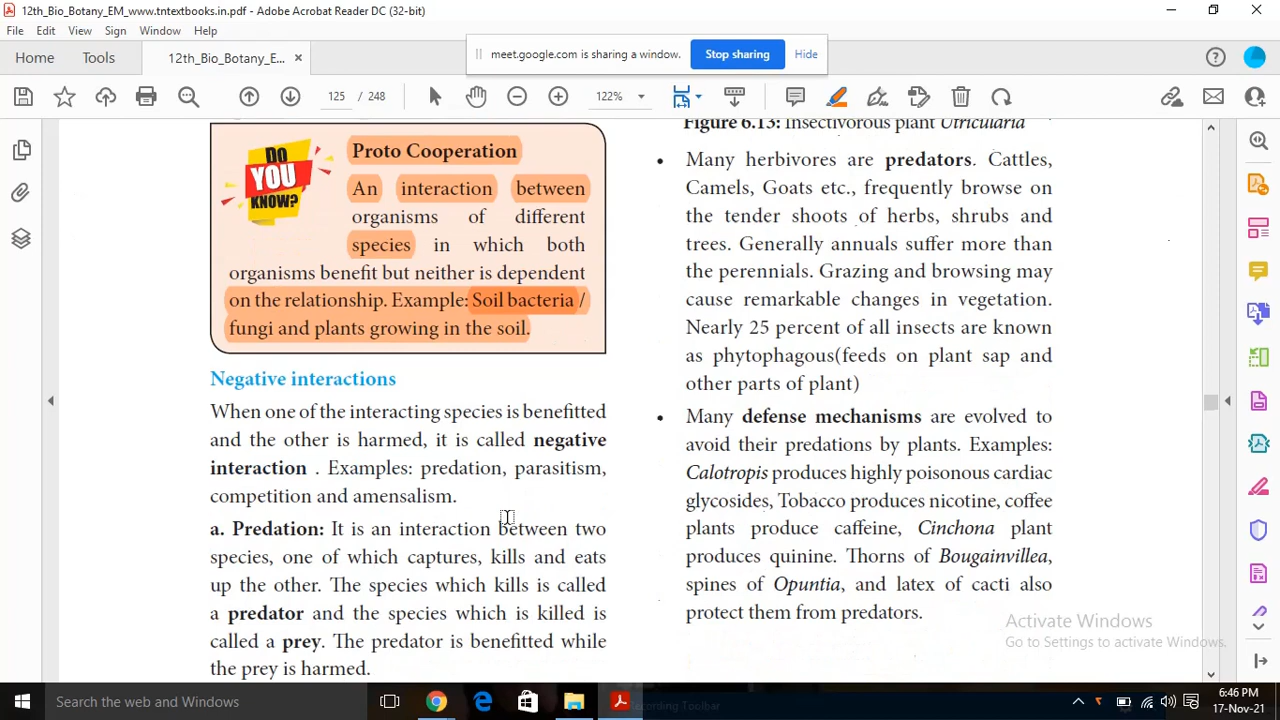 12th_Bio_Botany_EM_www.tntextbooks.in.pdf - Adobe Acrobat Reader DC (32-bit)
File Edit View Sign Window Help
Home Tools 12th_Bio_Botany_E... ×
meet.google.com is sharing a window. Stop sharing Hide
125 / 248 122%
DO YOU KNOW?
Proto Cooperation
An interaction between
organisms of different
species in which both
organisms benefit but neither is dependent
on the relationship. Example: Soil bacteria /
fungi and plants growing in the soil.
Negative interactions
When one of the interacting species is benefitted
and the other is harmed, it is called negative
interaction . Examples: predation, parasitism,
competition and amensalism.
a. Predation: It is an interaction between two
species, one of which captures, kills and eats
up the other. The species which kills is called
a predator and the species which is killed is
called a prey. The predator is benefitted while
the prey is harmed.
Figure 6.13: Insectivorous plant Utricularia
• Many herbivores are predators. Cattles,
Camels, Goats etc., frequently browse on
the tender shoots of herbs, shrubs and
trees. Generally annuals suffer more than
the perennials. Grazing and browsing may
cause remarkable changes in vegetation.
Nearly 25 percent of all insects are known
as phytophagous(feeds on plant sap and
other parts of plant)
• Many defense mechanisms are evolved to
avoid their predations by plants. Examples:
Calotropis produces highly poisonous cardiac
glycosides, Tobacco produces nicotine, coffee
plants produce caffeine, Cinchona plant
produces quinine. Thorns of Bougainvillea,
spines of Opuntia, and latex of cacti also
protect them from predators.
Activate Windows
Go to Settings to activate Windows.
Search the web and Windows
Recording Toolbar
6:46 PM
17-Nov-21